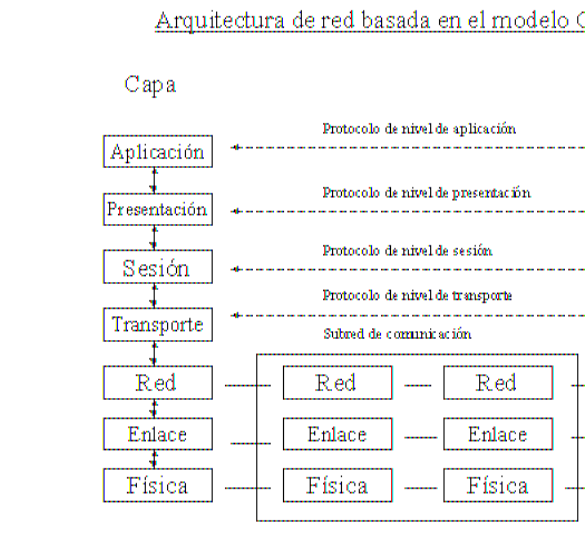 Arquitectura de red basada en el modelo
Capa
Protocolo de nivel de aplicación
Aplicación
Protocolo de nivel de presentación
Presentación
Protocolo de nivel de sesión
Sesión
Protocolo de nivel de transporte
Transporte
Subred de comunicación
Red Red Red
Enlace Enlace Enlace
Física Física Física